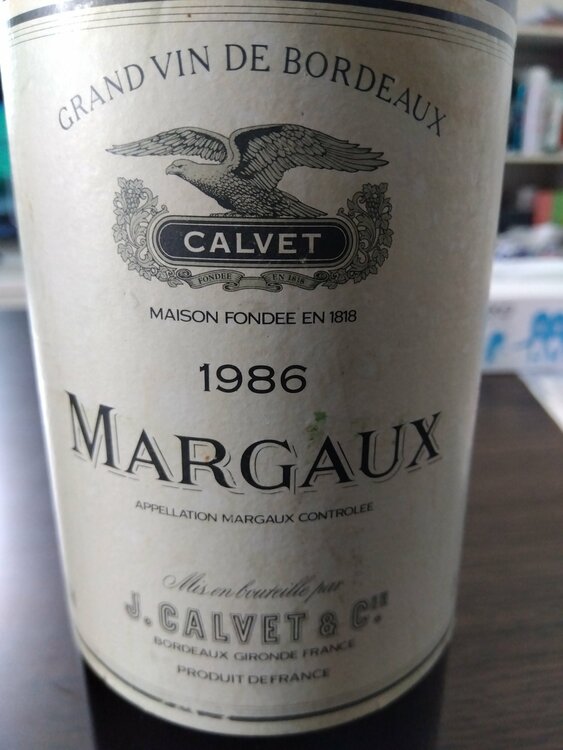 GRAND VIN DE BORDEAUX
CALVET
FONDEE EN 1818
MAISON FONDEE EN 1818
1986
MARGAUX
APPELLATION MARGAUX CONTROLEE
Mis en bouteille par
J. CALVET & CIE
BORDEAUX GIRONDE FRANCE
PRODUIT DE FRANCE